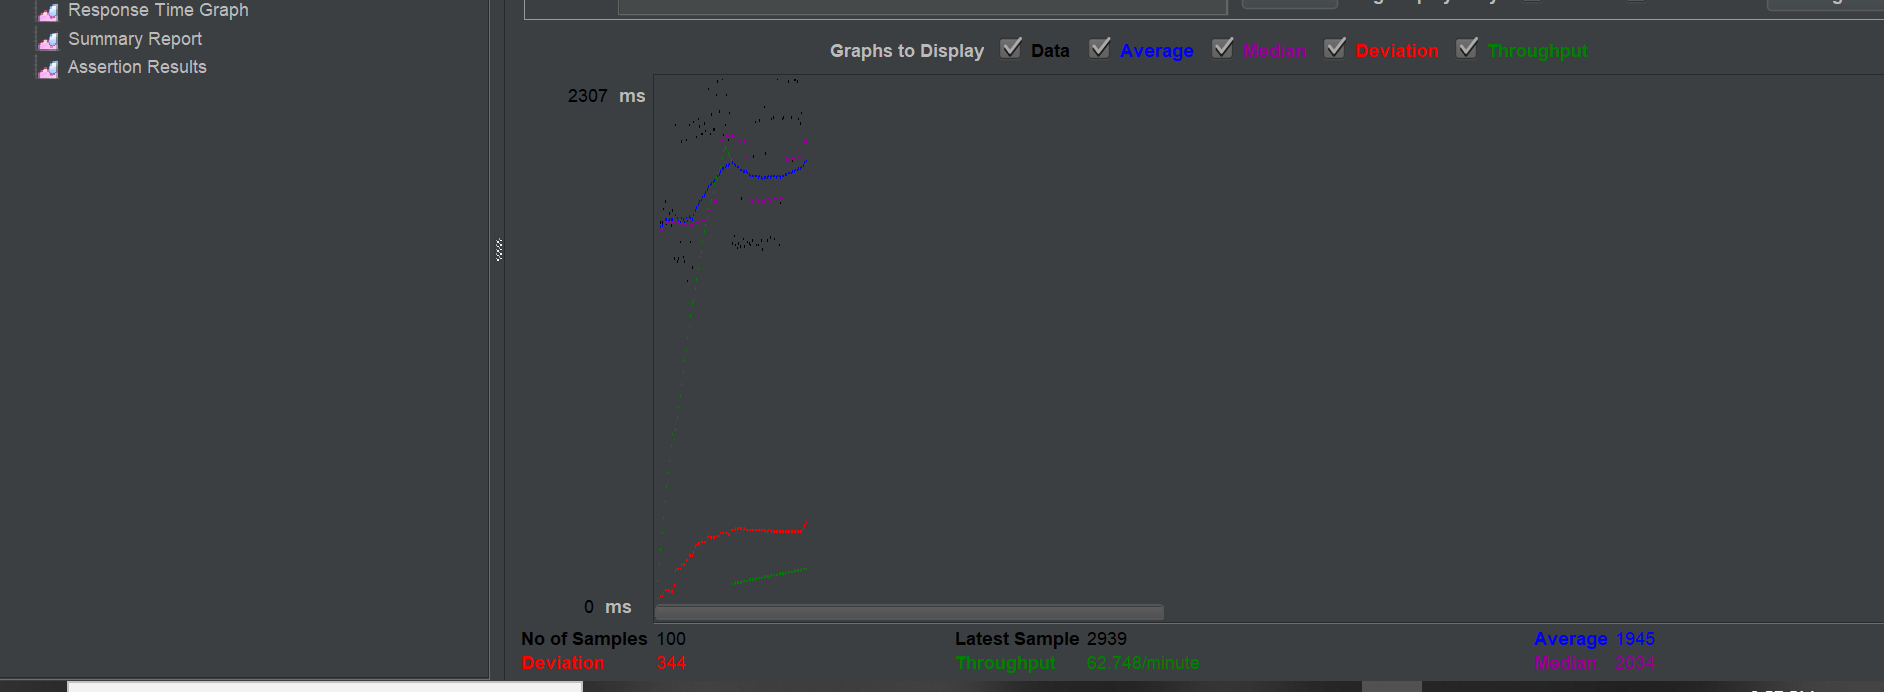 Response Time Graph
Summary Report
Assertion Results
Graphs to Display Data Average Median Deviation Throughput
2307 ms
0 ms
No of Samples 100 Latest Sample 2939 Average 1945
Deviation 344 Throughput 62.748/minute Median 2034